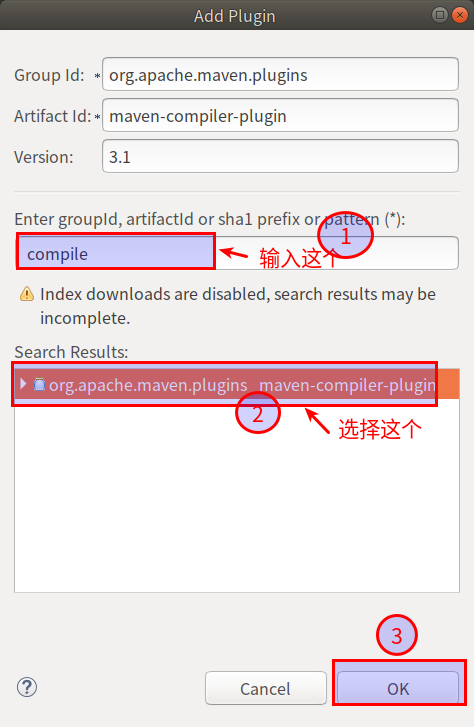 Add Plugin
Group Id: * org.apache.maven.plugins
Artifact Id: * maven-compiler-plugin
Version: 3.1
Enter groupId, artifactId or sha1 prefix or pattern (*):
1
compile
输入这个
Index downloads are disabled, search results may be
incomplete.
Search Results:
org.apache.maven.plugins maven-compiler-plugin
2
选择这个
3
? Cancel OK